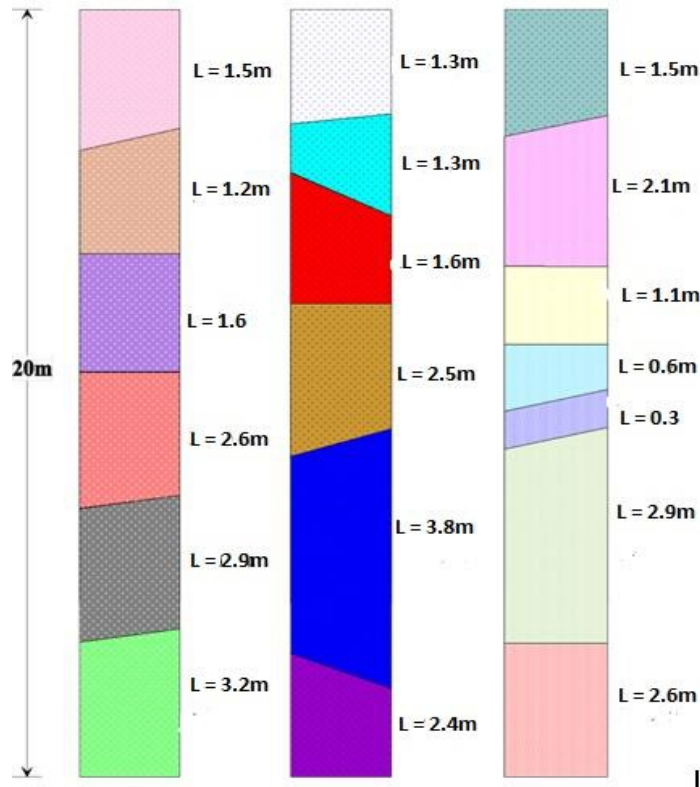 L = 1.5m
L = 1.2m
L = 1.6
L = 2.6m
L = 2.9m
L = 3.2m
20m
L = 1.3m
L = 1.3m
L = 1.6m
L = 2.5m
L = 3.8m
L = 2.4m
L = 1.5m
L = 2.1m
L = 1.1m
L = 0.6m
L = 0.3
L = 2.9m
L = 2.6m
I